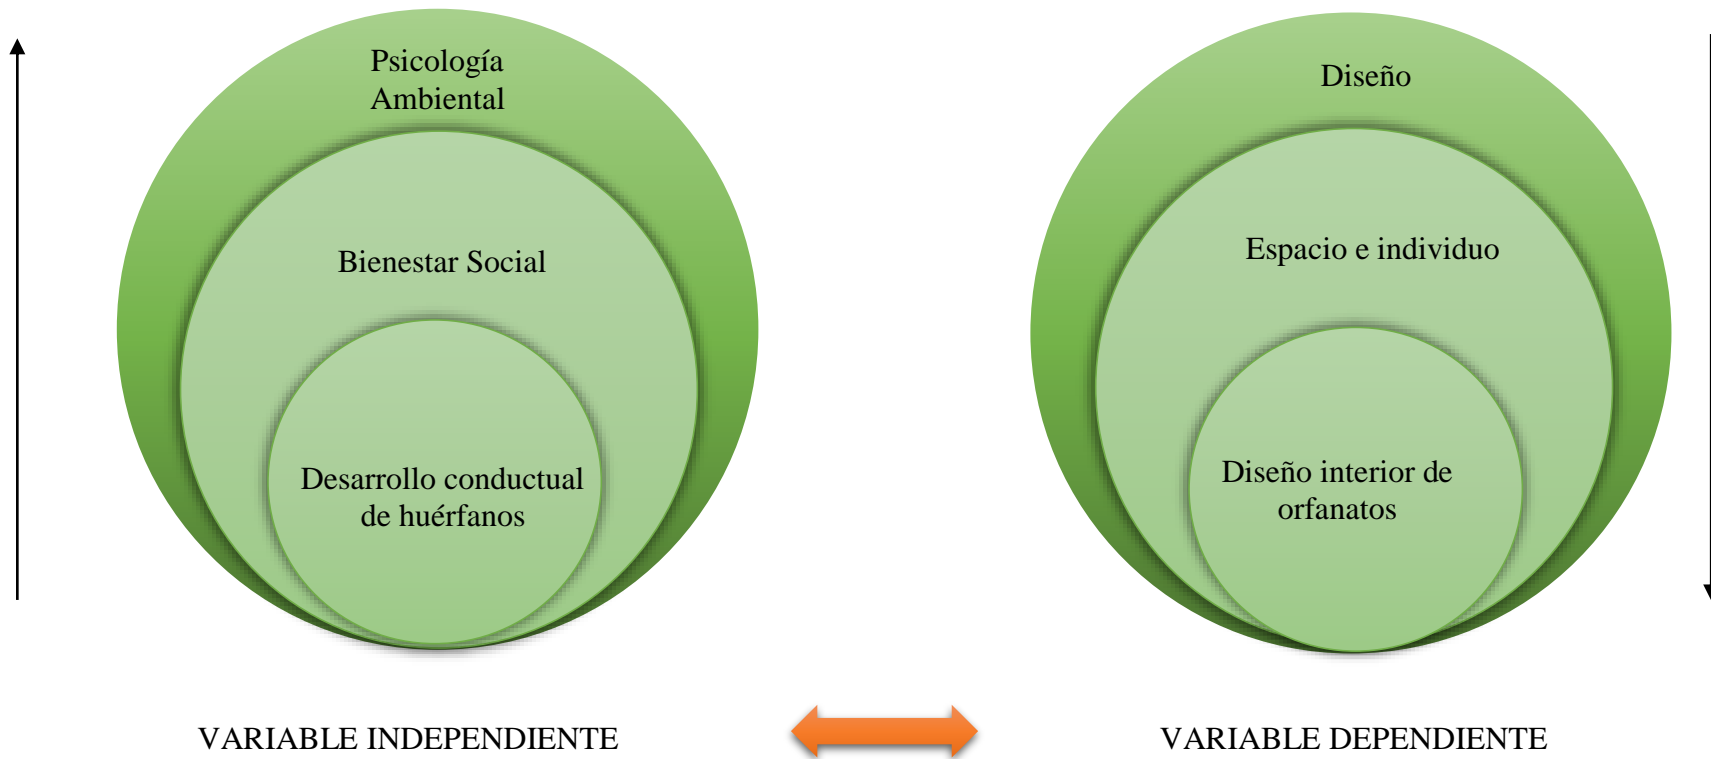 Psicología
Ambiental
Bienestar Social
Desarrollo conductual
de huérfanos
VARIABLE INDEPENDIENTE
Diseño
Espacio e individuo
Diseño interior de
orfanatos
VARIABLE DEPENDIENTE